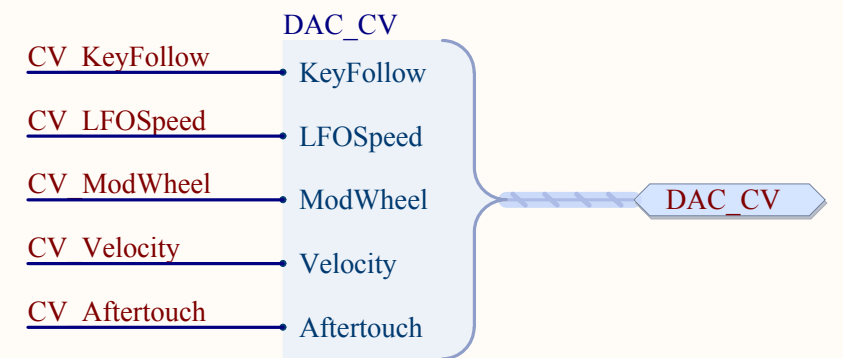 DAC_CV
CV_KeyFollow
KeyFollow
CV_LFOSpeed
LFOSpeed
CV_ModWheel
ModWheel
DAC_CV
CV_Velocity
Velocity
CV_Aftertouch
Aftertouch